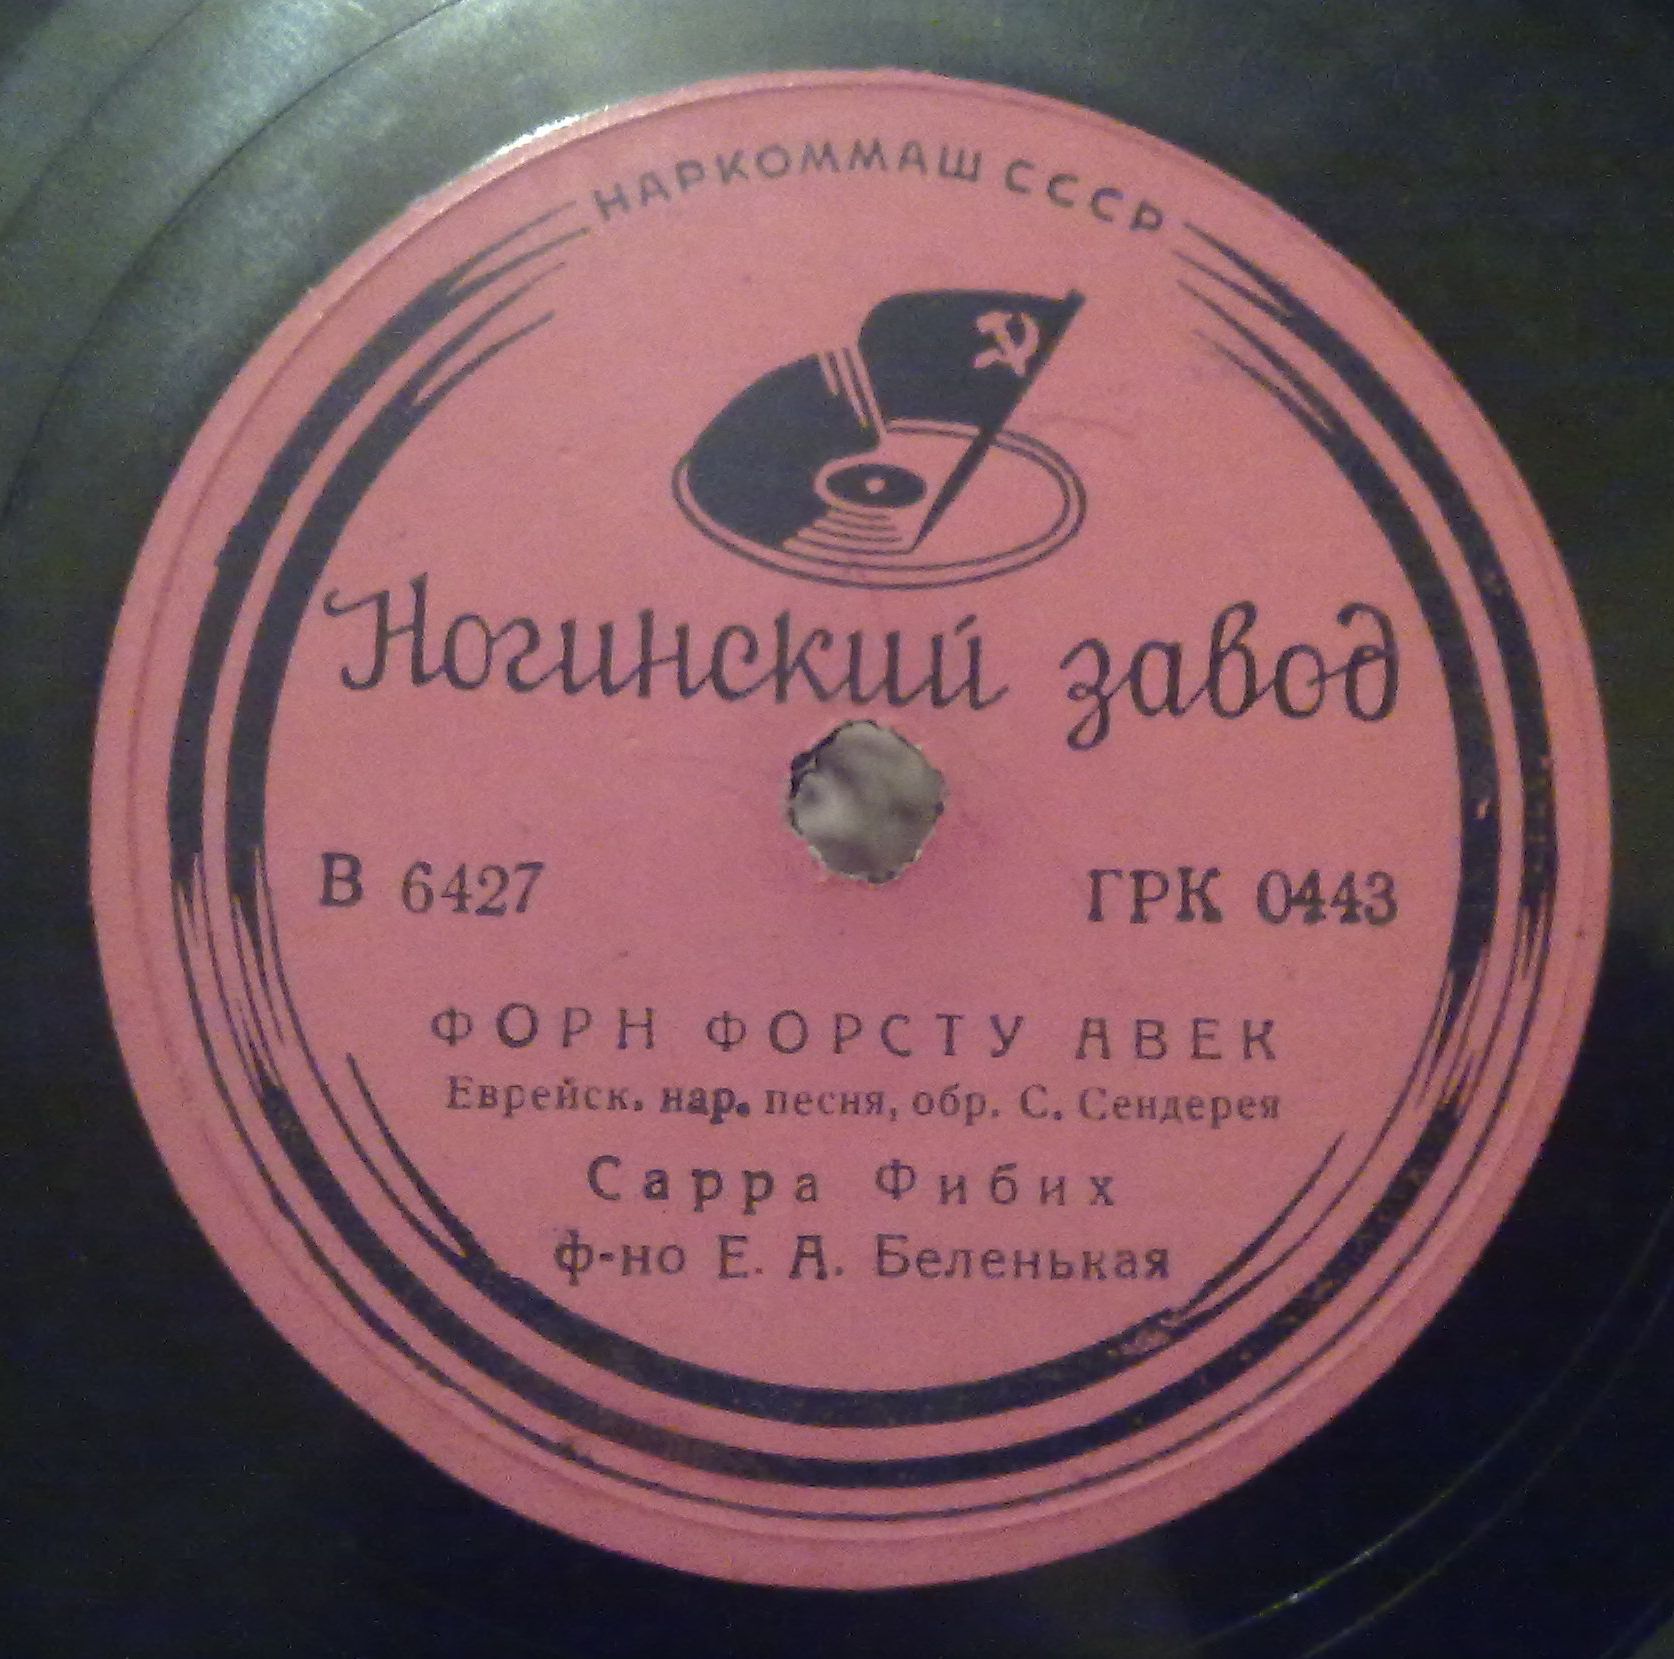 НАРКОММАШ СССР
Ногинский завод
В 6427 ГРК 0443
ФОРН ФОРСТУ АВЕК
Еврейск. нар. песня, обр. С. Сендерея
Сарра Фибих
ф-но Е. А. Беленькая